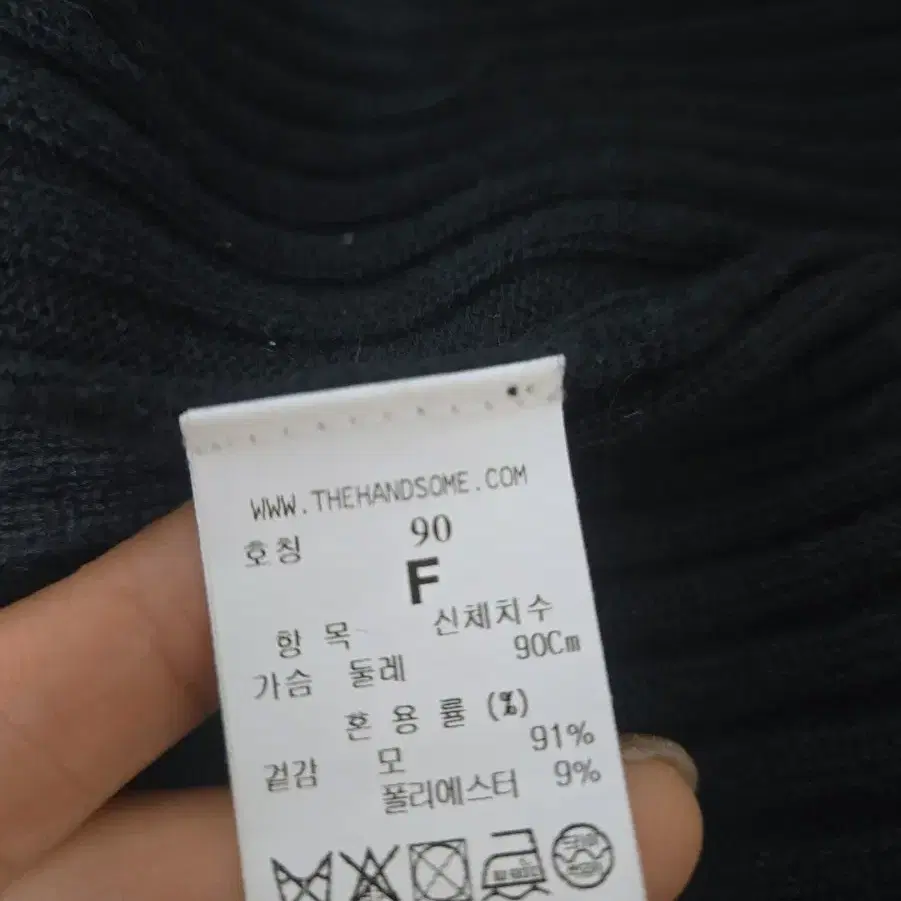 WWW.THEHANDSOME.COM
호칭 90
F
항 목 신체치수
가슴 둘레 90Cm
혼 용 률 (%)
겉감 모 91%
폴리에스터 9%